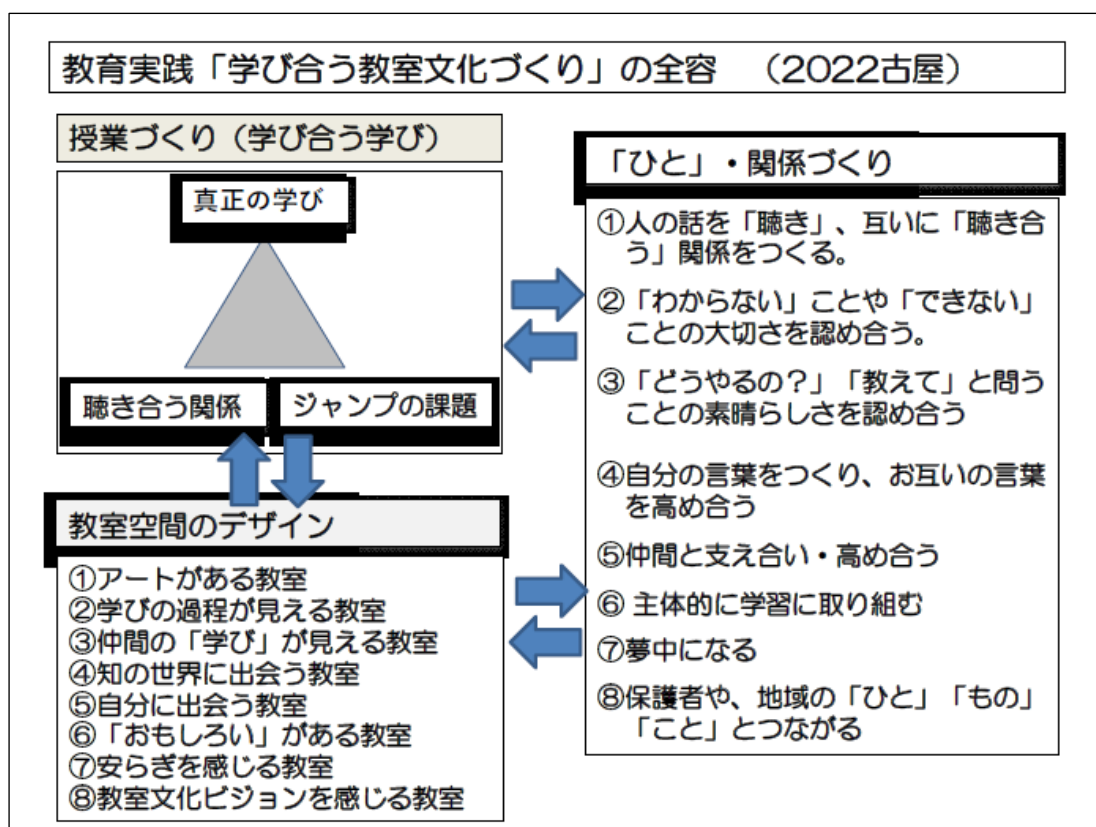 教育実践「学び合う教室文化づくり」の全容　（2022古屋）
授業づくり（学び合う学び）
真正の学び
聴き合う関係
ジャンプの課題
教室空間のデザイン
①アートがある教室
②学びの過程が見える教室
③仲間の「学び」が見える教室
④知の世界に出会う教室
⑤自分に出会う教室
⑥「おもしろい」がある教室
⑦安らぎを感じる教室
⑧教室文化ビジョンを感じる教室
「ひと」・関係づくり
①人の話を「聴き」、互いに「聴き合
う」関係をつくる。
②「わからない」ことや「できない」
ことの大切さを認め合う。
③「どうやるの？」「教えて」と問う
ことの素晴らしさを認め合う
④自分の言葉をつくり、お互いの言葉
を高め合う
⑤仲間と支え合い・高め合う
⑥ 主体的に学習に取り組む
⑦夢中になる
⑧保護者や、地域の「ひと」「もの」
「こと」とつながる